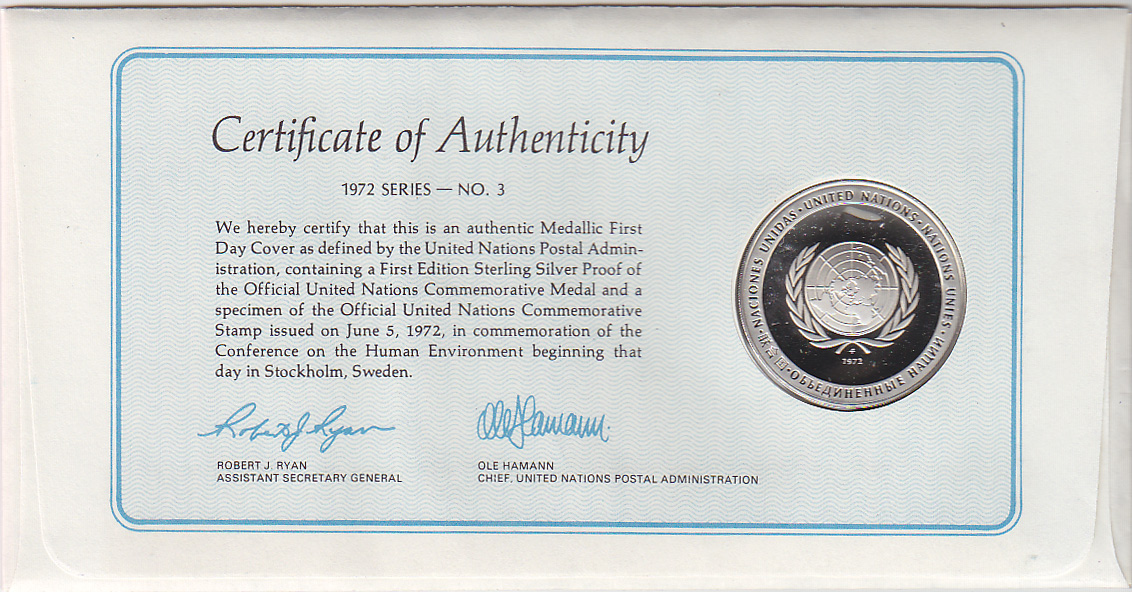 Certificate of Authenticity
1972 SERIES — NO. 3
We hereby certify that this is an authentic Medallic First
Day Cover as defined by the United Nations Postal Admin-
istration, containing a First Edition Sterling Silver Proof of
the Official United Nations Commemorative Medal and a
specimen of the Official United Nations Commemorative
Stamp issued on June 5, 1972, in commemoration of the
Conference on the Human Environment beginning that
day in Stockholm, Sweden.
Robert J. Ryan
Ole Hamann
ROBERT J. RYAN
ASSISTANT SECRETARY GENERAL
OLE HAMANN
CHIEF. UNITED NATIONS POSTAL ADMINISTRATION
NACIONES UNIDAS · UNITED NATIONS · NATIONS UNIES · ОБЪЕДИНЕННЫЕ НАЦИИ
1972